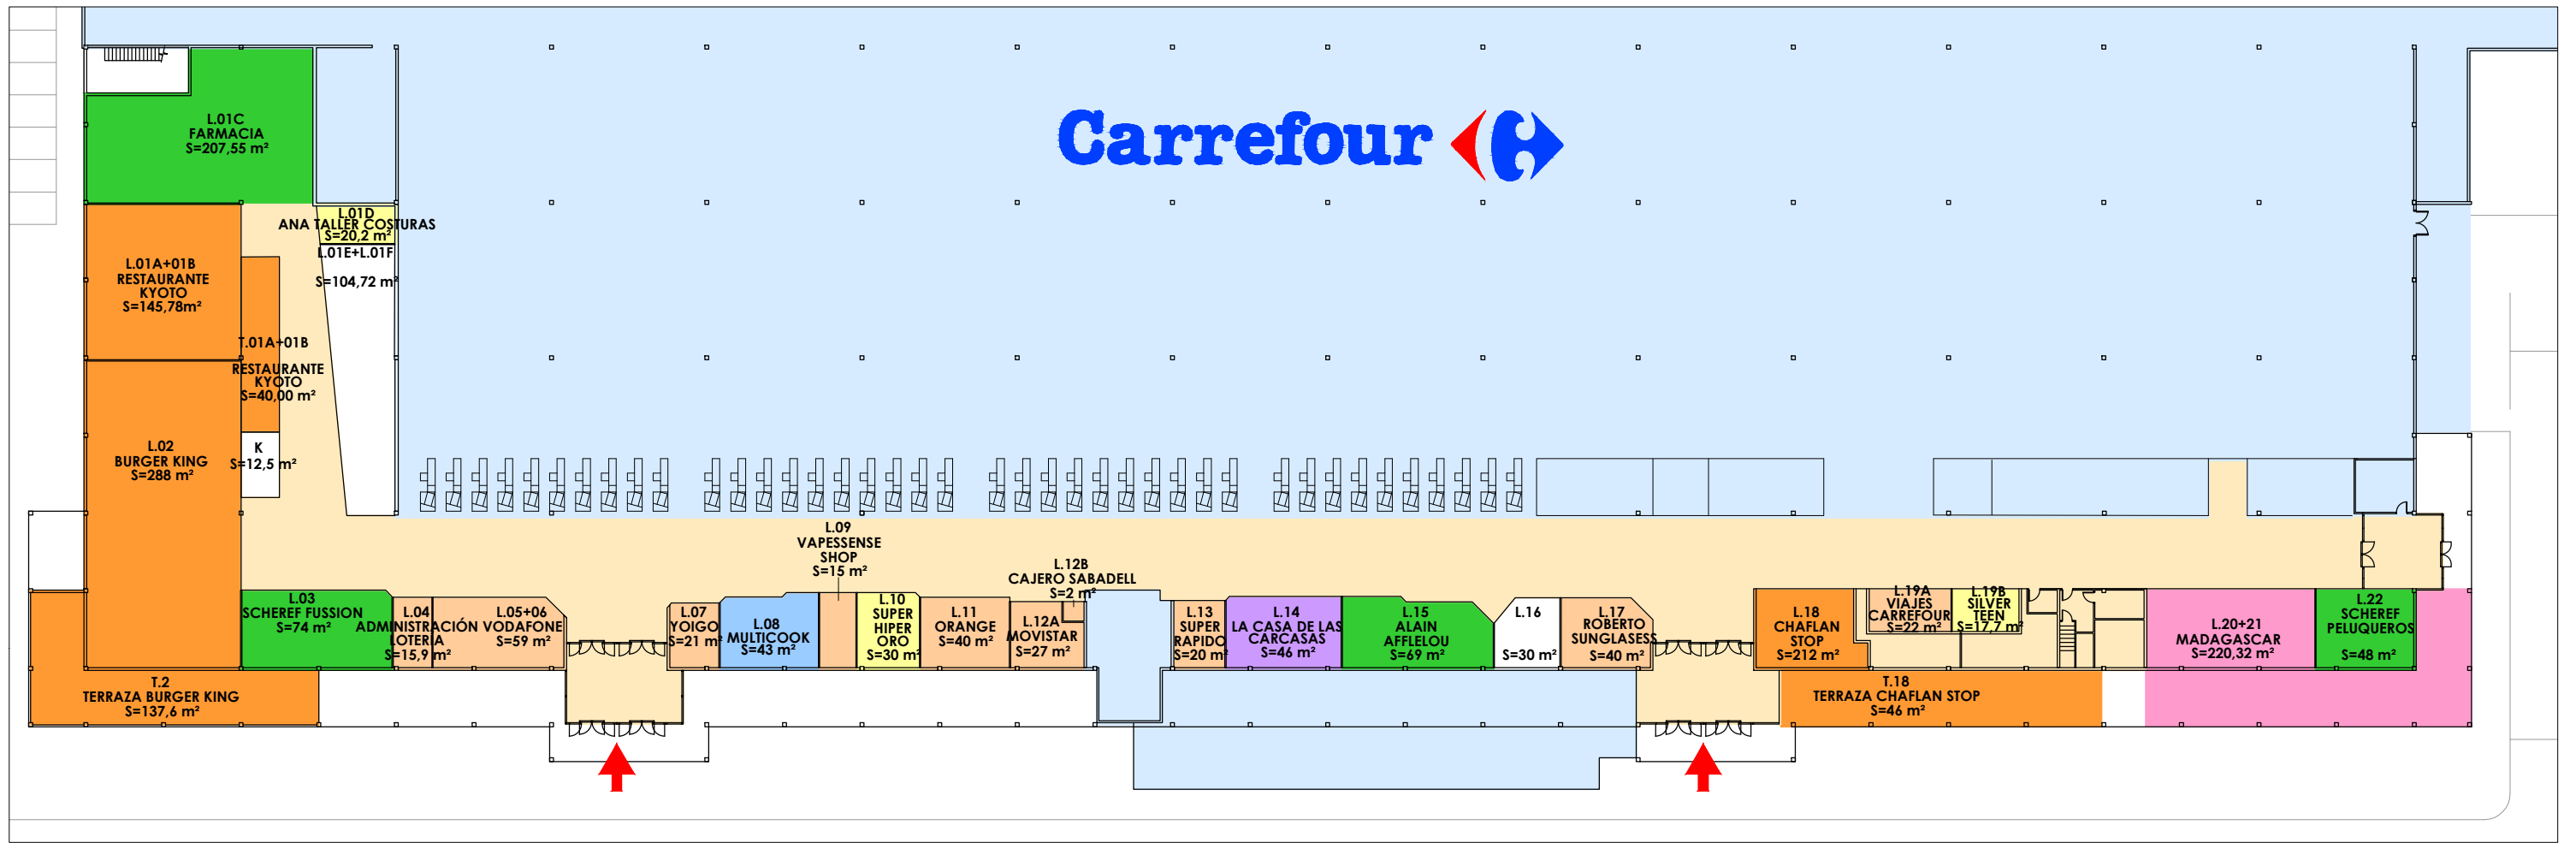 Carrefour
L.01C
FARMACIA
S=207,55 m²
L.01D
ANA TALLER COSTURAS
S=20,2 m²
L.01E+L.01F
S=104,72 m²
L.01A+01B
RESTAURANTE
KYOTO
S=145,78m²
T.01A+01B
RESTAURANTE
KYOTO
S=40,00 m²
K
S=12,5 m²
L.02
BURGER KING
S=288 m²
T.2
TERRAZA BURGER KING
S=137,6 m²
L.03
SCHEREF FUSSION
S=74 m²
L.04
ADMINISTRACIÓN
LOTERIA
S=15,9 m²
L.05+06
VODAFONE
S=59 m²
L.07
YOIGO
S=21 m²
L.08
MULTICOOK
S=43 m²
L.09
VAPESSENSE
SHOP
S=15 m²
L.10
SUPER
HIPER
ORO
S=30 m²
L.11
ORANGE
S=40 m²
L.12A
MOVISTAR
S=27 m²
L.12B
CAJERO SABADELL
S=2 m²
L.13
SUPER
RAPIDO
S=20 m²
L.14
LA CASA DE LAS
CARCASAS
S=46 m²
L.15
ALAIN
AFFLELOU
S=69 m²
L.16
S=30 m²
L.17
ROBERTO
SUNGLASESS
S=40 m²
L.18
CHAFLAN
STOP
S=212 m²
T.18
TERRAZA CHAFLAN STOP
S=46 m²
L.19A
VIAJES
CARREFOUR
S=22 m²
L.19B
SILVER
TEEN
S=17,7 m²
L.20+21
MADAGASCAR
S=220,32 m²
L.22
SCHEREF
PELUQUEROS
S=48 m²